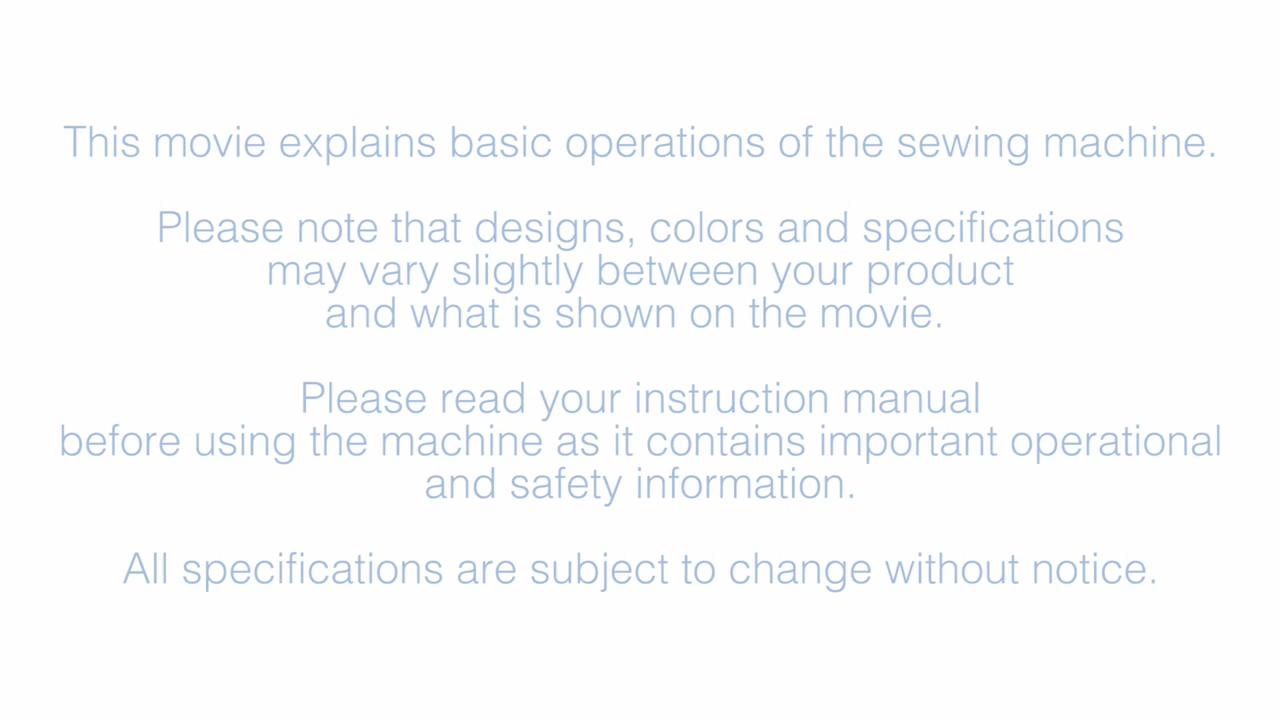 This movie explains basic operations of the sewing machine.
Please note that designs, colors and specifications
may vary slightly between your product
and what is shown on the movie.
Please read your instruction manual
before using the machine as it contains important operational
and safety information.
All specifications are subject to change without notice.